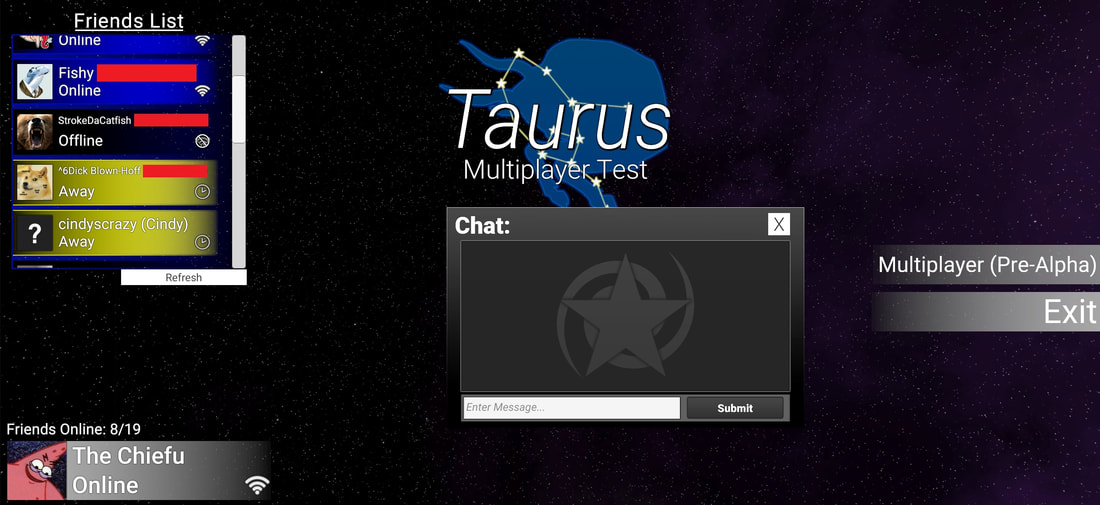 Friends List
Online
Fishy
Online
StrokeDaCatfish
Offline
^6Dick Blown-Hoff
Away
?
cindyscrazy (Cindy)
Away
Refresh
Taurus
Multiplayer Test
Chat:
X
Enter Message...
Submit
Multiplayer (Pre-Alpha)
Exit
Friends Online: 8/19
The Chiefu
Online